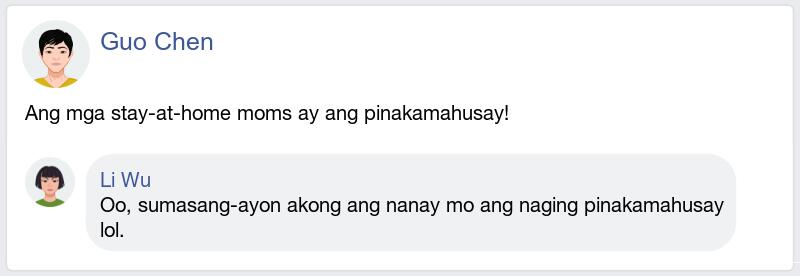 Guo Chen
Ang mga stay-at-home moms ay ang pinakamahusay!
Li Wu
Oo, sumasang-ayon akong ang nanay mo ang naging pinakamahusay
lol.